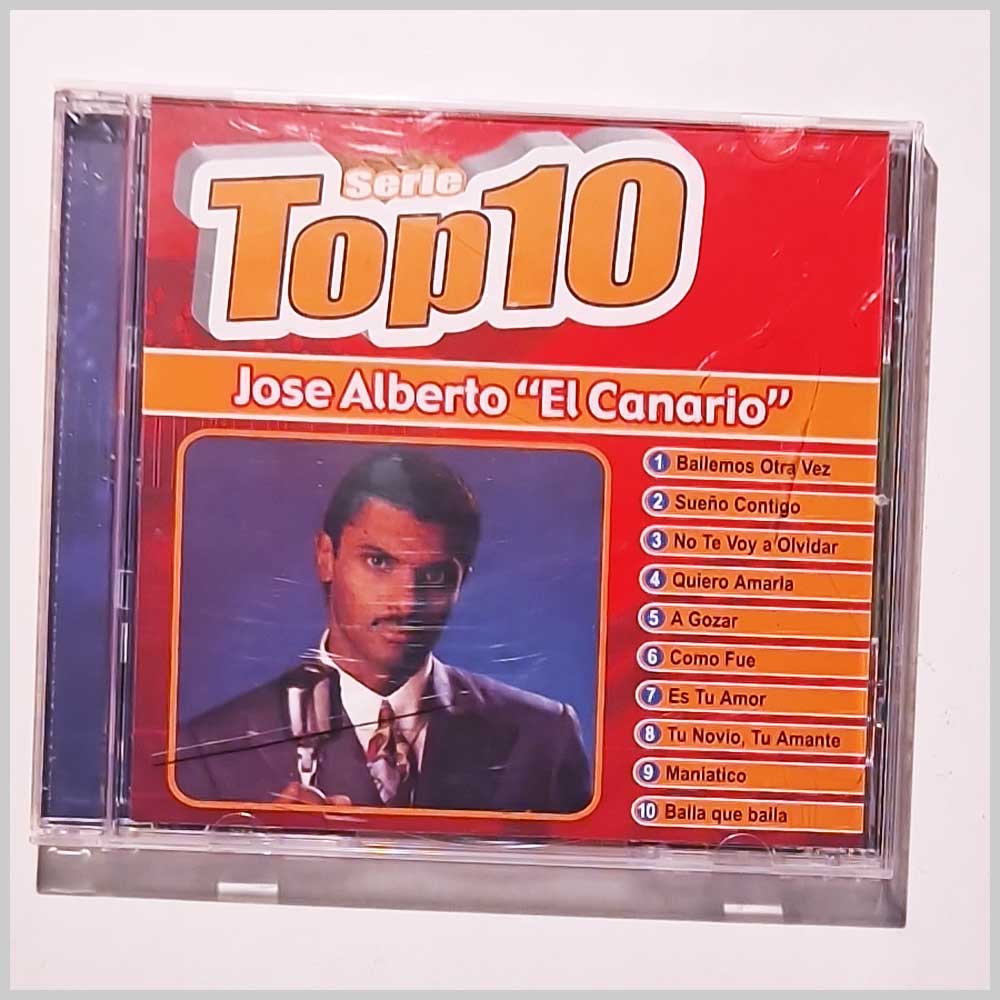 Serie
Top10
Jose Alberto "El Canario"
1 Bailemos Otra Vez
2 Sueño Contigo
3 No Te Voy a Olvidar
4 Quiero Amarla
5 A Gozar
6 Como Fue
7 Es Tu Amor
8 Tu Novio, Tu Amante
9 Maníatico
10 Baila que baila